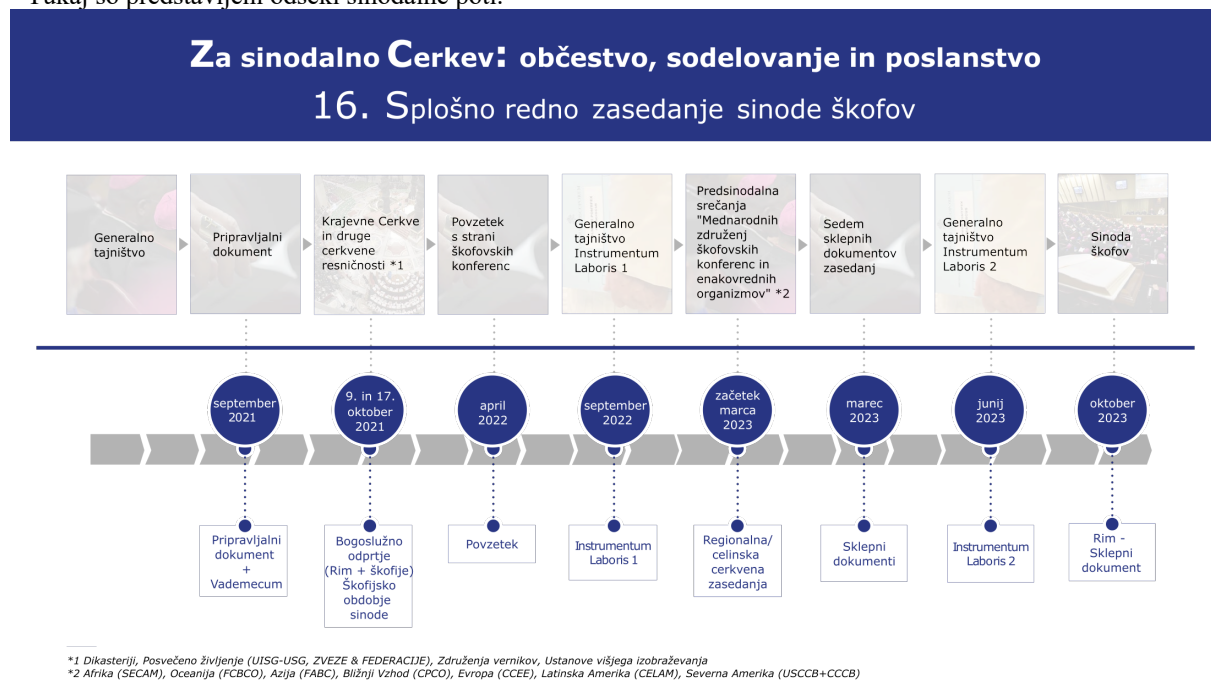 Tukaj so predstavljeni odseki sinodalne poti.
Za sinodalno Cerkev: občestvo, sodelovanje in poslanstvo
16. Splošno redno zasedanje sinode škofov
Generalno
tajništvo
Pripravljalni
dokument
Krajevne Cerkve
in druge
cerkvene
resničnosti *1
Povzetek
s strani
škofovskih
konferenc
Generalno
tajništvo
Instrumentum
Laboris 1
Predsinodalna
srečanja
"Mednarodnih
združenj
škofovskih
konferenc in
enakovrednih
organizmov" *2
Sedem
sklepnih
dokumentov
zasedanj
Generalno
tajništvo
Instrumentum
Laboris 2
Sinoda
škofov
september
2021
9. in 17.
oktober
2021
april
2022
september
2022
začetek
marca
2023
marec
2023
junij
2023
oktober
2023
Pripravljalni
dokument
+
Vademecum
Bogoslužno
odprtje
(Rim + škofije)
Škofijsko
obdobje
sinode
Povzetek
Instrumentum
Laboris 1
Regionalna/
celinska
cerkvena
zasedanja
Sklepni
dokumenti
Instrumentum
Laboris 2
Rim -
Sklepni
dokument
*1 Dikasteriji, Posvečeno življenje (UISG-USG, ZVEZE & FEDERACIJE), Združenja vernikov, Ustanove višjega izobraževanja
*2 Afrika (SECAM), Oceanija (FCBCO), Azija (FABC), Bližnji Vzhod (CPCO), Evropa (CCEE), Latinska Amerika (CELAM), Severna Amerika (USCCB+CCCB)